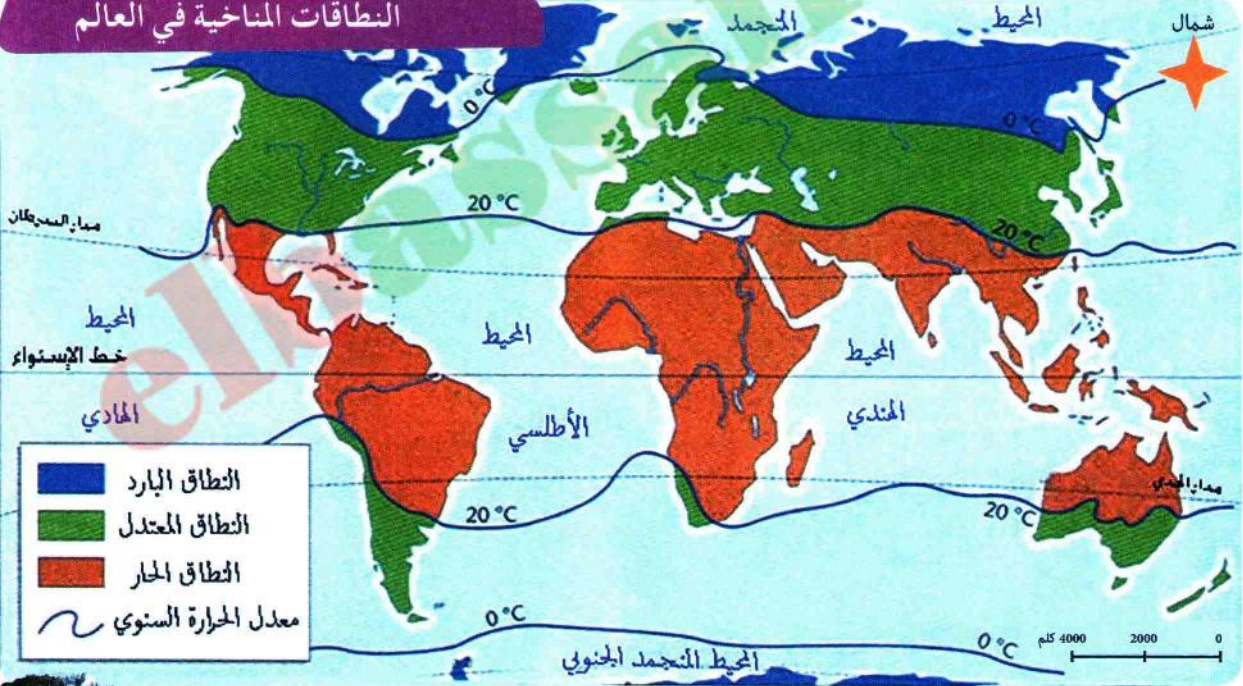 النطاقات المناخية في العالم
المحيط
المتجمد
شمال
0 °C
0 °C
مدار السرطان
20 °C
20 °C
المحيط
المحيط
المحيط
خط الإستواء
الهادي
الأطلسي
الهندي
النطاق البارد
النطاق المعتدل
النطاق الحار
معدل الحرارة السنوي
مدار الجدي
20 °C
20 °C
0 °C
0 °C
المحيط المتجمد الجنوبي
4000 كلم 2000 0
elbassa